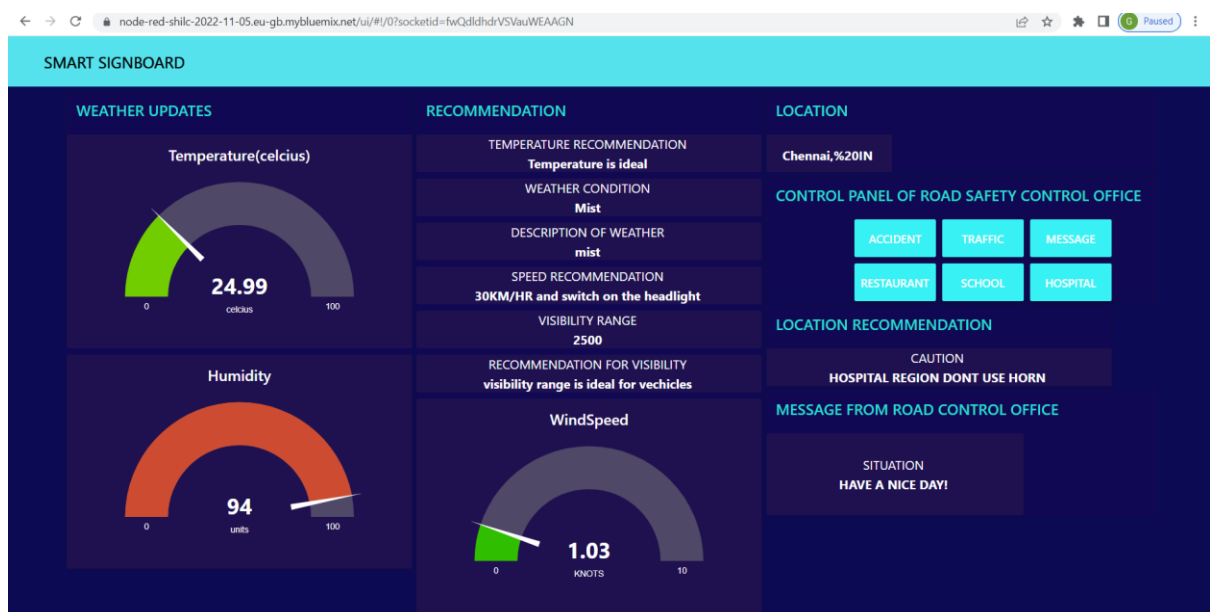 node-red-shilc-2022-11-05.eu-gb.mybluemix.net/ui/#!/0?socketid=fwQdIdhdrVSVauWEAAGN
G Paused
SMART SIGNBOARD
WEATHER UPDATES
Temperature(celcius)
24.99
celcius
0
100
Humidity
94
units
0
100
RECOMMENDATION
TEMPERATURE RECOMMENDATION
Temperature is ideal
WEATHER CONDITION
Mist
DESCRIPTION OF WEATHER
mist
SPEED RECOMMENDATION
30KM/HR and switch on the headlight
VISIBILITY RANGE
2500
RECOMMENDATION FOR VISIBILITY
visibility range is ideal for vechicles
WindSpeed
1.03
KNOTS
0
10
LOCATION
Chennai,%20IN
CONTROL PANEL OF ROAD SAFETY CONTROL OFFICE
ACCIDENT TRAFFIC MESSAGE
RESTAURANT SCHOOL HOSPITAL
LOCATION RECOMMENDATION
CAUTION
HOSPITAL REGION DONT USE HORN
MESSAGE FROM ROAD CONTROL OFFICE
SITUATION
HAVE A NICE DAY!